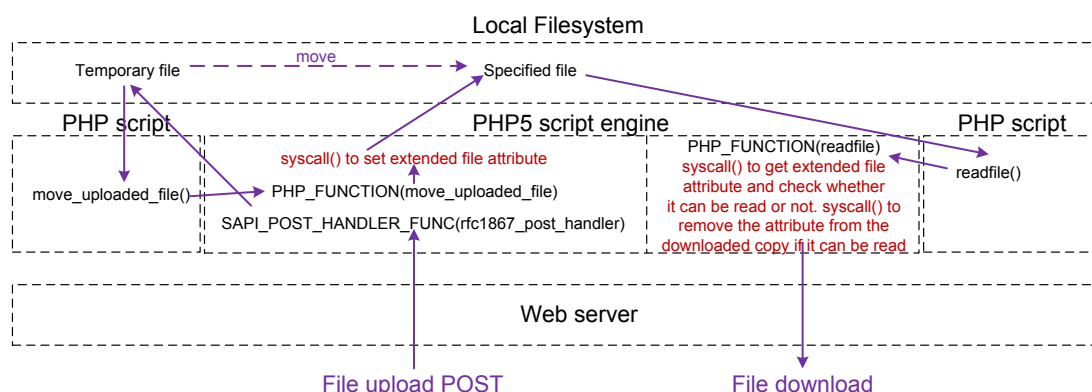 Local Filesystem
move
Temporary file
Specified file
PHP script
PHP5 script engine
PHP script
syscall() to set extended file attribute
move_uploaded_file()
PHP_FUNCTION(move_uploaded_file)
SAPI_POST_HANDLER_FUNC(rfc1867_post_handler)
PHP_FUNCTION(readfile)
syscall() to get extended file
attribute and check whether
it can be read or not. syscall() to
remove the attribute from the
downloaded copy if it can be read
readfile()
Web server
File upload POST
File download